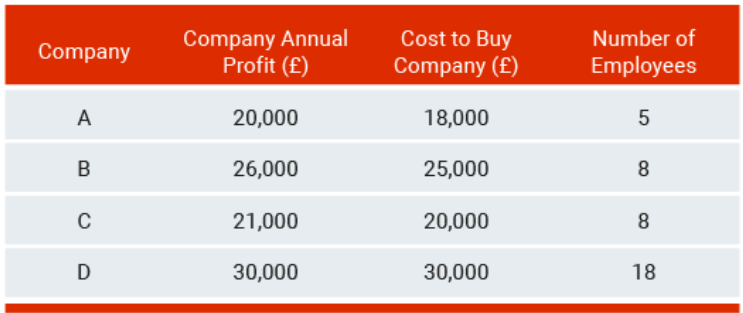 Company Company Annual Profit (£) Cost to Buy Company (£) Number of Employees
A 20,000 18,000 5
B 26,000 25,000 8
C 21,000 20,000 8
D 30,000 30,000 18